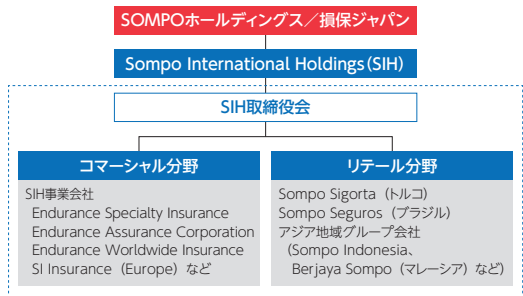 SOMPOホールディングス／損保ジャパン
Sompo International Holdings(SIH)
SIH取締役会
コマーシャル分野
SIH事業会社
Endurance Specialty Insurance
Endurance Assurance Corporation
Endurance Worldwide Insurance
SI Insurance（Europe）など
リテール分野
Sompo Sigorta（トルコ）
Sompo Seguros（ブラジル）
アジア地域グループ会社
（Sompo Indonesia、
Berjaya Sompo（マレーシア）など）